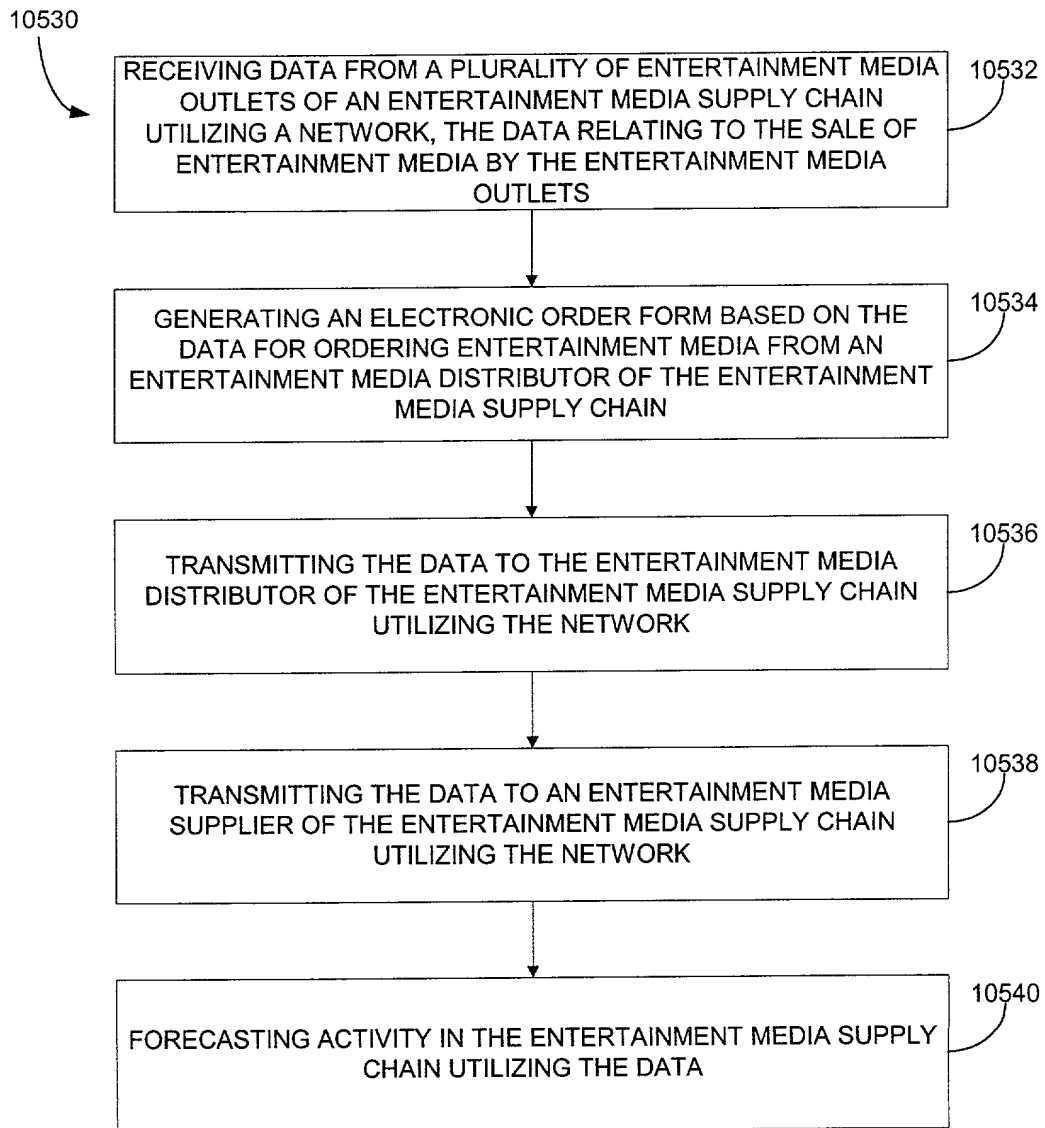 10530
RECEIVING DATA FROM A PLURALITY OF ENTERTAINMENT MEDIA
OUTLETS OF AN ENTERTAINMENT MEDIA SUPPLY CHAIN
UTILIZING A NETWORK, THE DATA RELATING TO THE SALE OF
ENTERTAINMENT MEDIA BY THE ENTERTAINMENT MEDIA
OUTLETS
10532
GENERATING AN ELECTRONIC ORDER FORM BASED ON THE
DATA FOR ORDERING ENTERTAINMENT MEDIA FROM AN
ENTERTAINMENT MEDIA DISTRIBUTOR OF THE ENTERTAINMENT
MEDIA SUPPLY CHAIN
10534
TRANSMITTING THE DATA TO THE ENTERTAINMENT MEDIA
DISTRIBUTOR OF THE ENTERTAINMENT MEDIA SUPPLY CHAIN
UTILIZING THE NETWORK
10536
TRANSMITTING THE DATA TO AN ENTERTAINMENT MEDIA
SUPPLIER OF THE ENTERTAINMENT MEDIA SUPPLY CHAIN
UTILIZING THE NETWORK
10538
FORECASTING ACTIVITY IN THE ENTERTAINMENT MEDIA SUPPLY
CHAIN UTILIZING THE DATA
10540